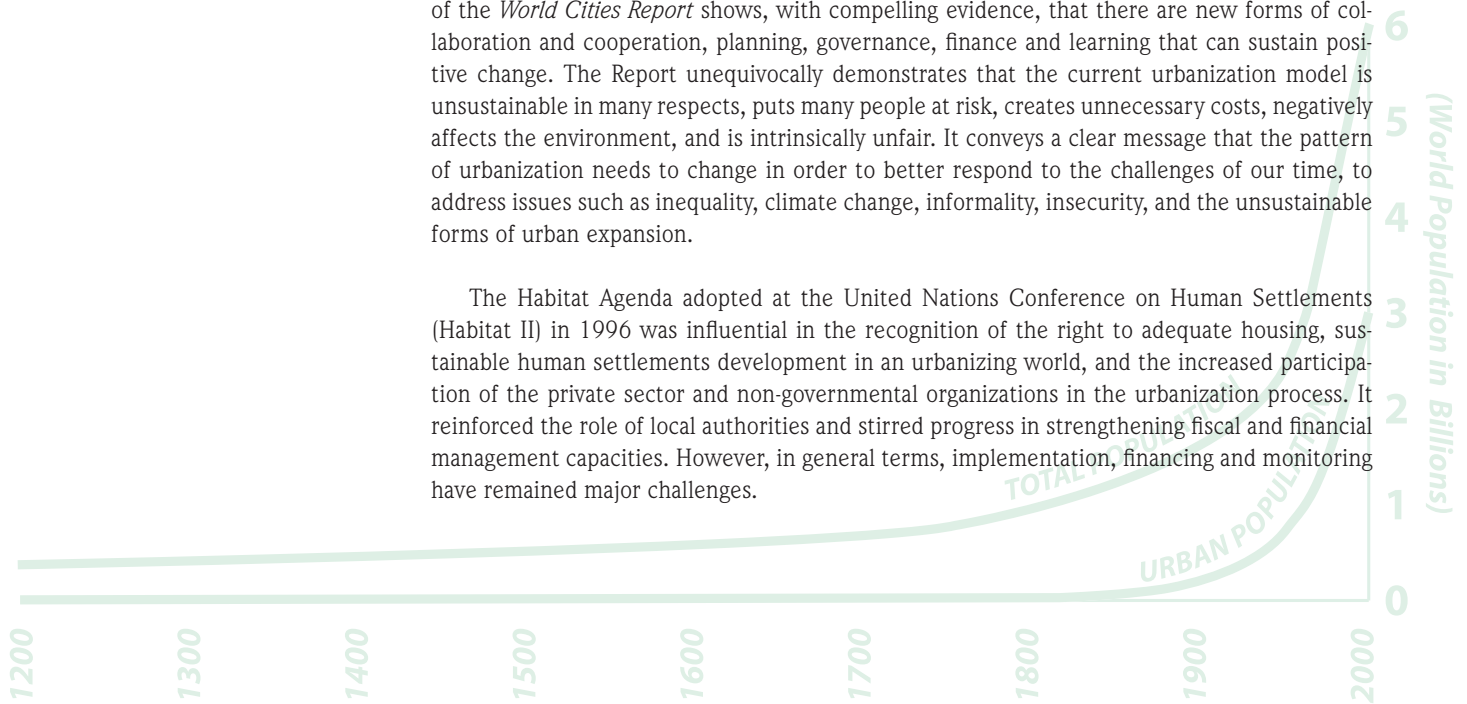 of the World Cities Report shows, with compelling evidence, that there are new forms of col-
laboration and cooperation, planning, governance, finance and learning that can sustain posi-
tive change. The Report unequivocally demonstrates that the current urbanization model is
unsustainable in many respects, puts many people at risk, creates unnecessary costs, negatively
affects the environment, and is intrinsically unfair. It conveys a clear message that the pattern
of urbanization needs to change in order to better respond to the challenges of our time, to
address issues such as inequality, climate change, informality, insecurity, and the unsustainable
forms of urban expansion.
The Habitat Agenda adopted at the United Nations Conference on Human Settlements
(Habitat II) in 1996 was influential in the recognition of the right to adequate housing, sus-
tainable human settlements development in an urbanizing world, and the increased participa-
tion of the private sector and non-governmental organizations in the urbanization process. It
reinforced the role of local authorities and stirred progress in strengthening fiscal and financial
management capacities. However, in general terms, implementation, financing and monitoring
have remained major challenges.
TOTAL POPULATION
URBAN POPULATION
6
5
4
3
2
1
0
(World Population in Billions)
1200
1300
1400
1500
1600
1700
1800
1900
2000